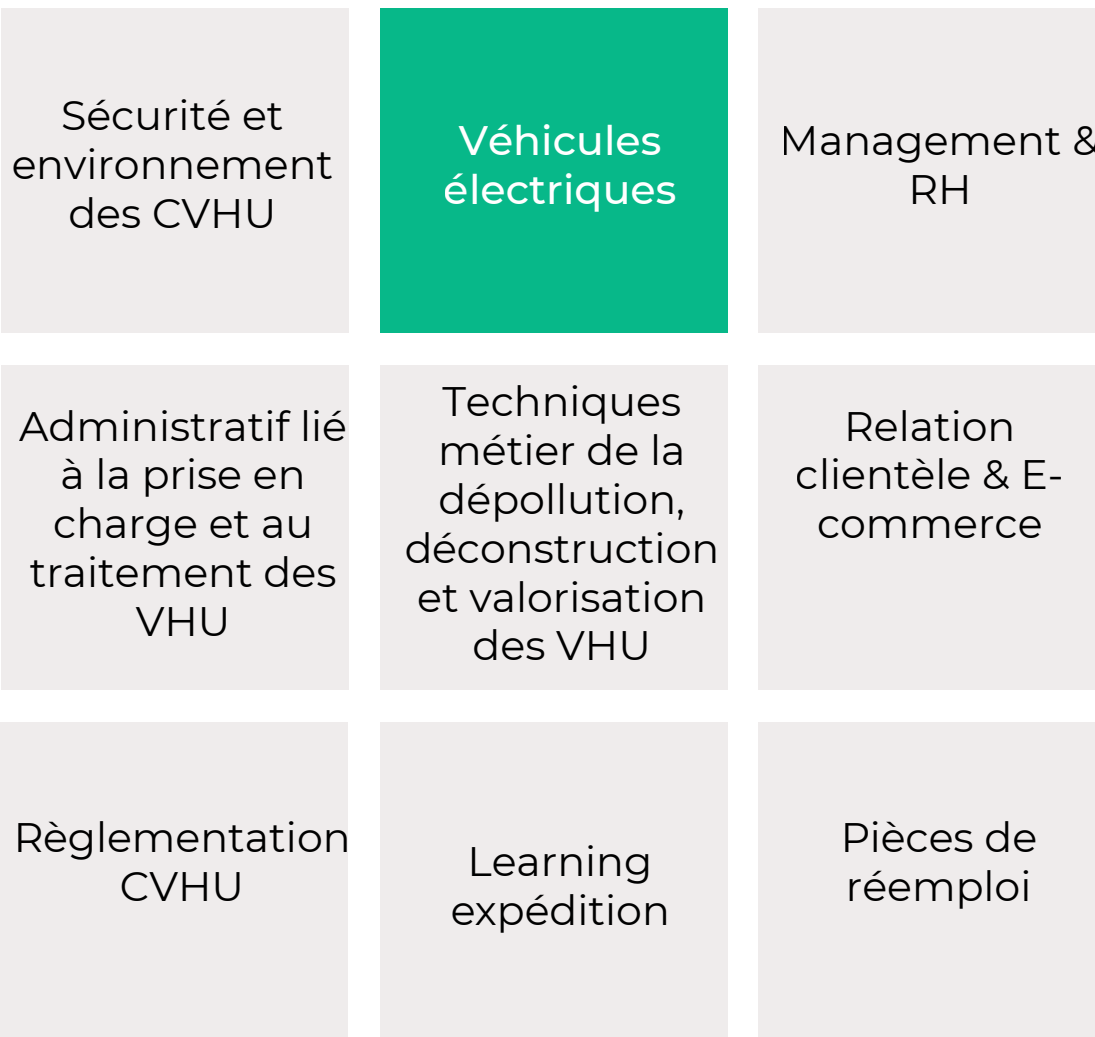 Sécurité et
environnement
des CVHU
Véhicules
électriques
Management &
RH
Administratif lié
à la prise en
charge et au
traitement des
VHU
Techniques
métier de la
dépollution,
déconstruction
et valorisation
des VHU
Relation
clientèle & E-
commerce
Règlementation
CVHU
Learning
expédition
Pièces de
réemploi